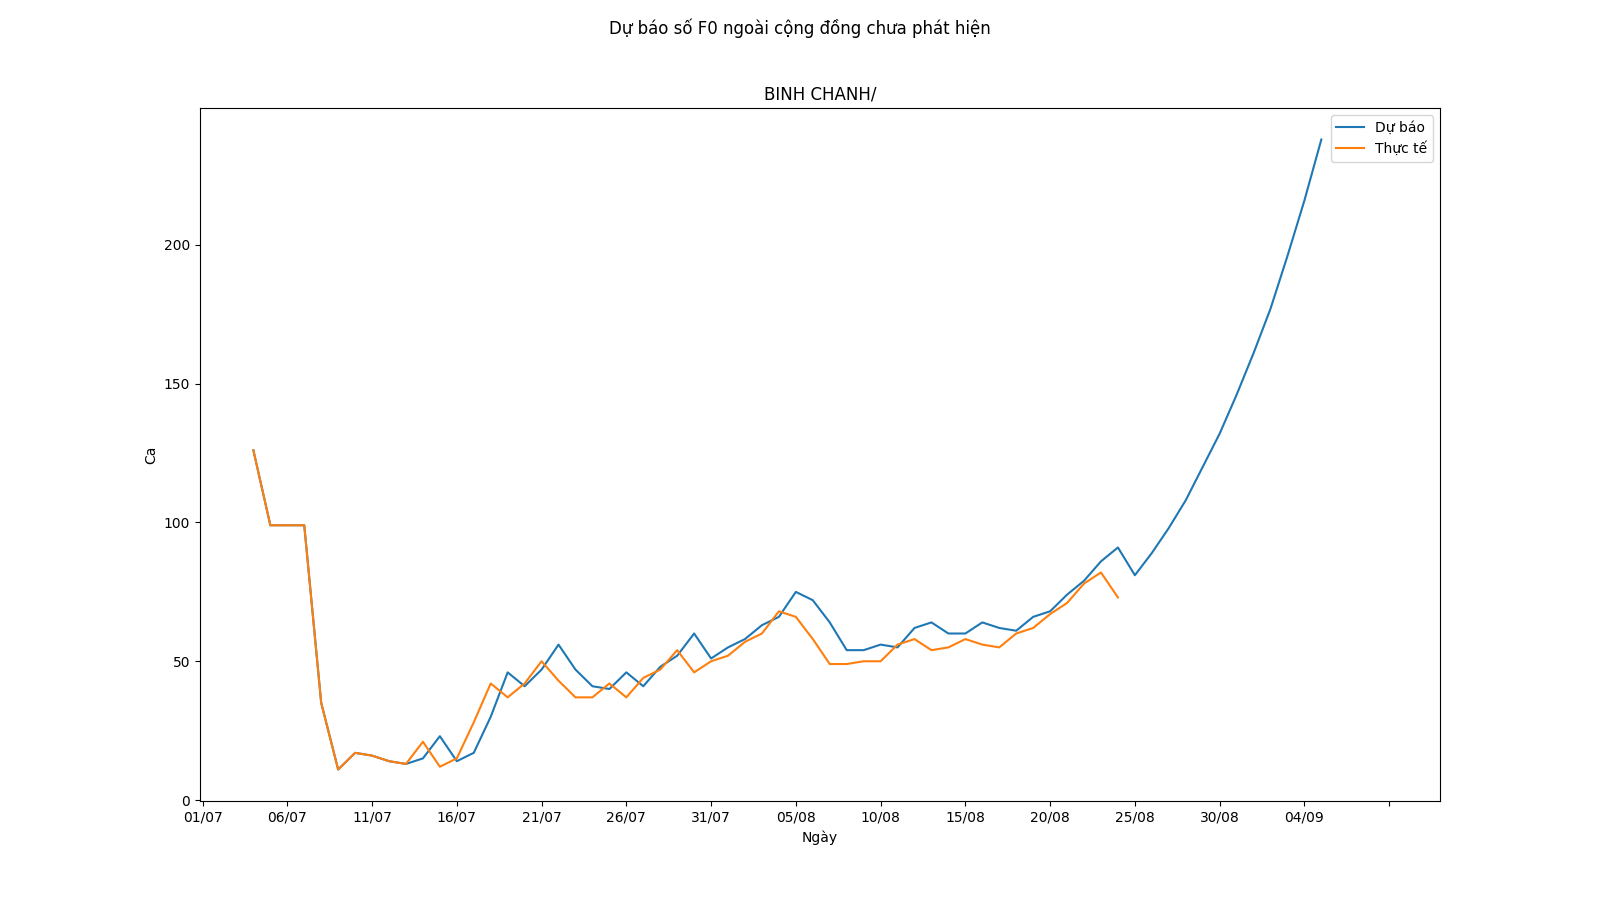 Dự báo số F0 ngoài cộng đồng chưa phát hiện
BINH CHANH/
Dự báo
Thực tế
200
150
Ca
100
50
0
01/07 06/07 11/07 16/07 21/07 26/07 31/07 05/08 10/08 15/08 20/08 25/08 30/08 04/09
Ngày